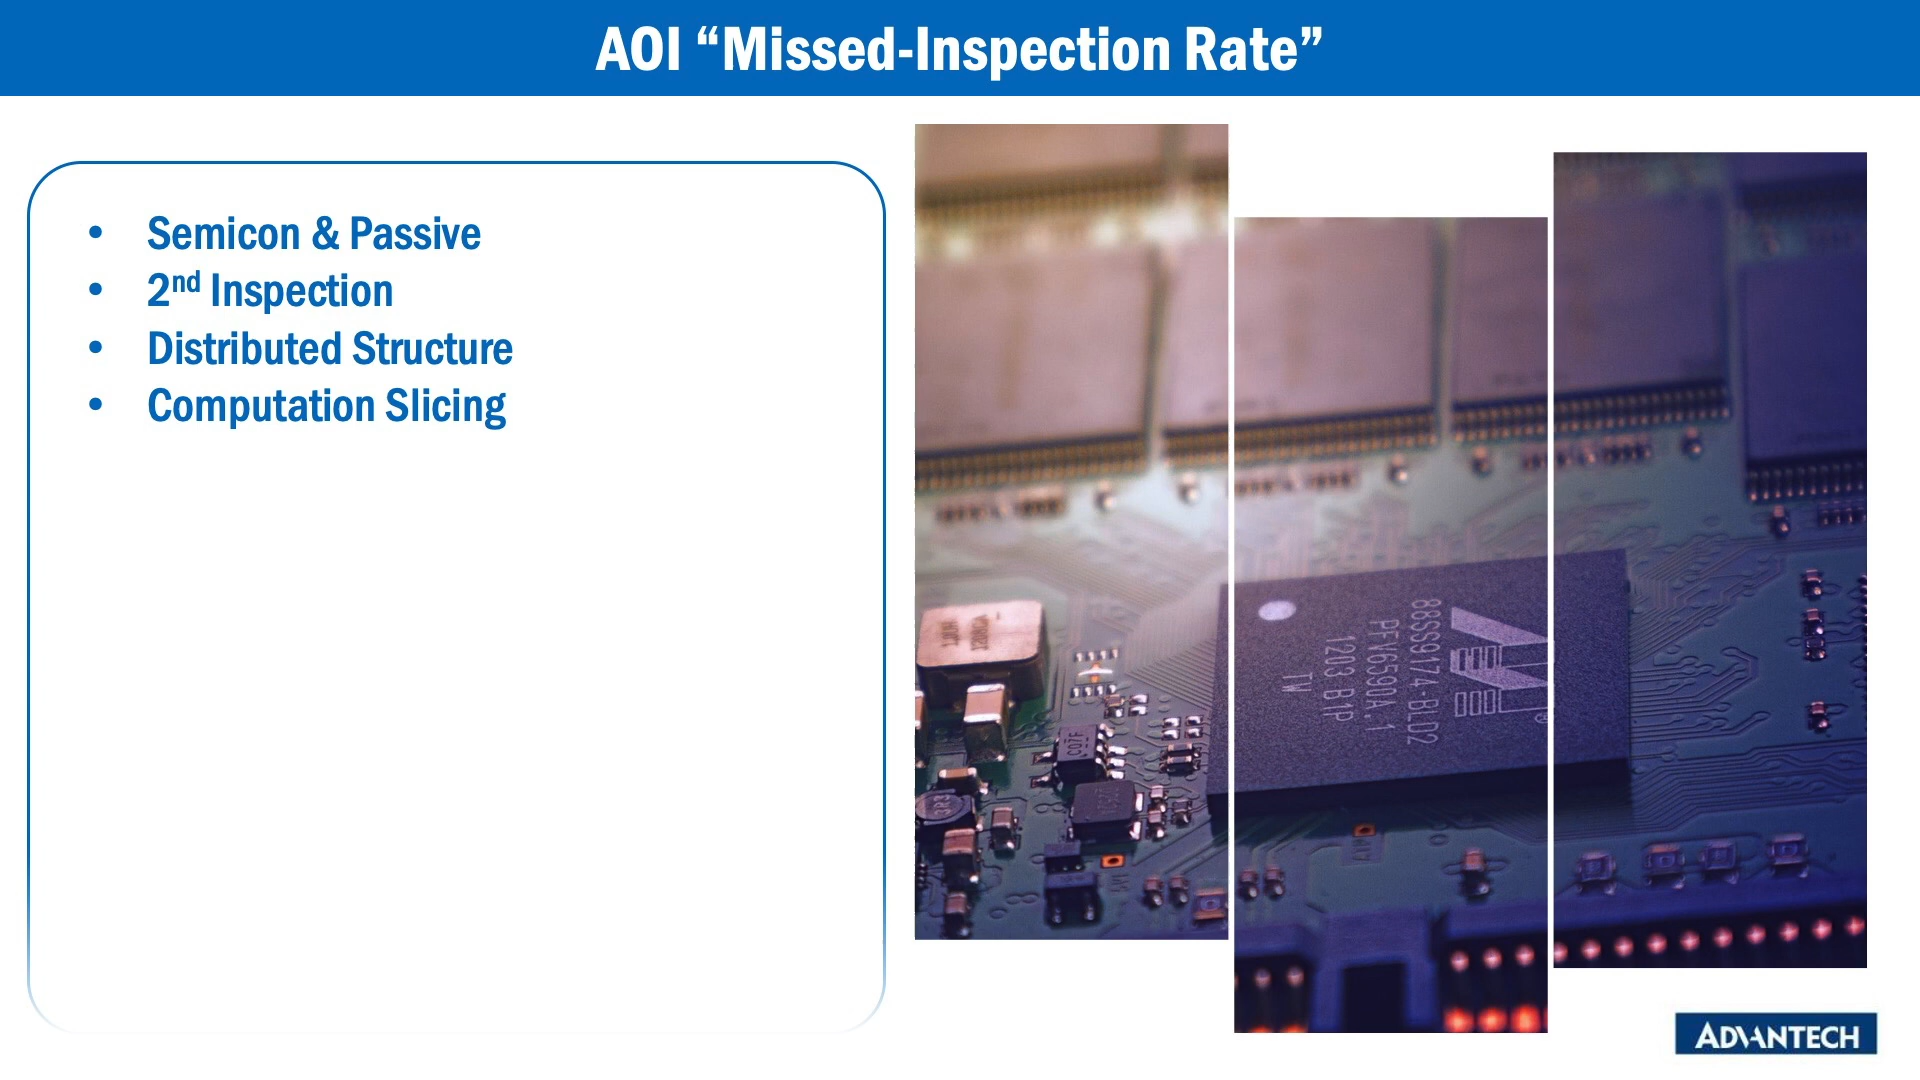 AOI “Missed-Inspection Rate”
• Semicon & Passive
• 2nd Inspection
• Distributed Structure
• Computation Slicing
88SS9174-BLD2
PFV6590A.1
1203 B1P
TW
C07F
ADVANTECH